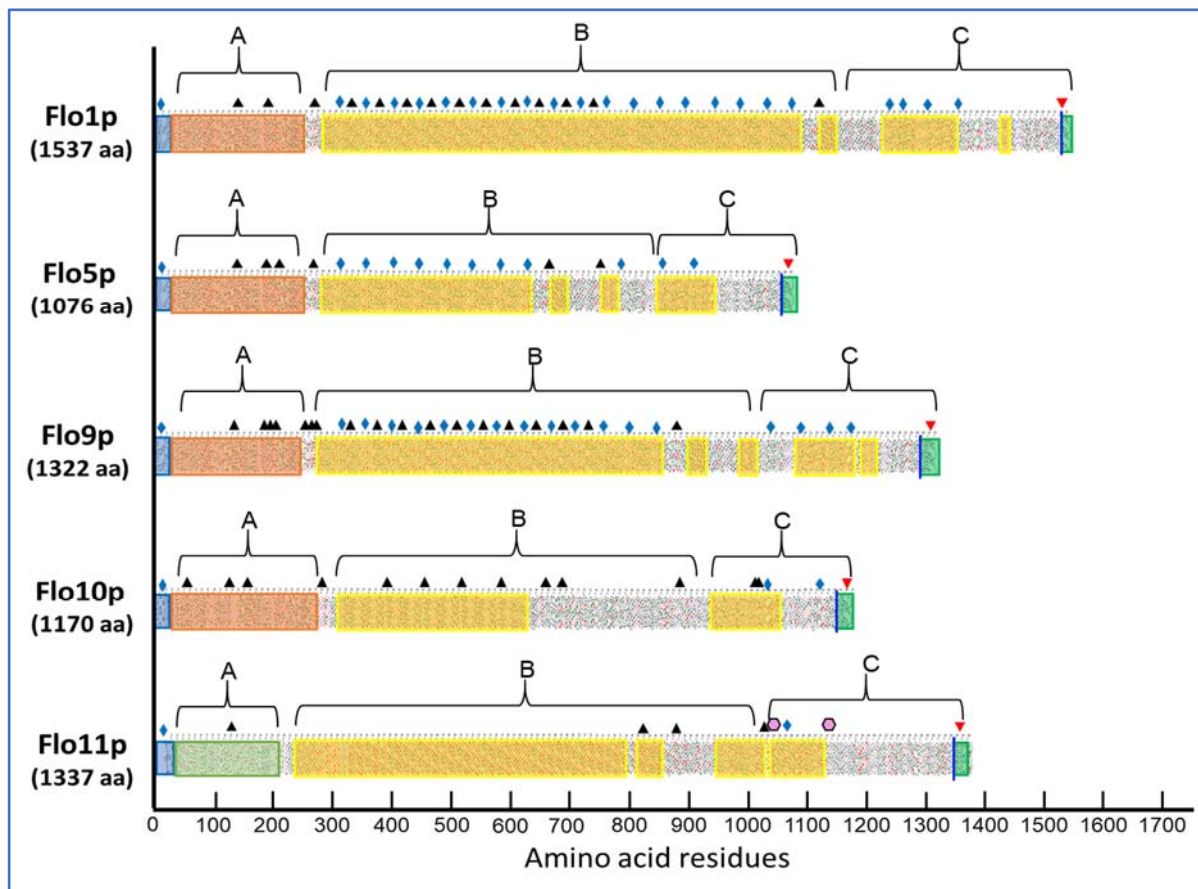 A B C
Flo1p
(1537 aa)
A B C
Flo5p
(1076 aa)
A B C
Flo9p
(1322 aa)
A B C
Flo10p
(1170 aa)
A B C
Flo11p
(1337 aa)
0 100 200 300 400 500 600 700 800 900 1000 1100 1200 1300 1400 1500 1600 1700
Amino acid residues